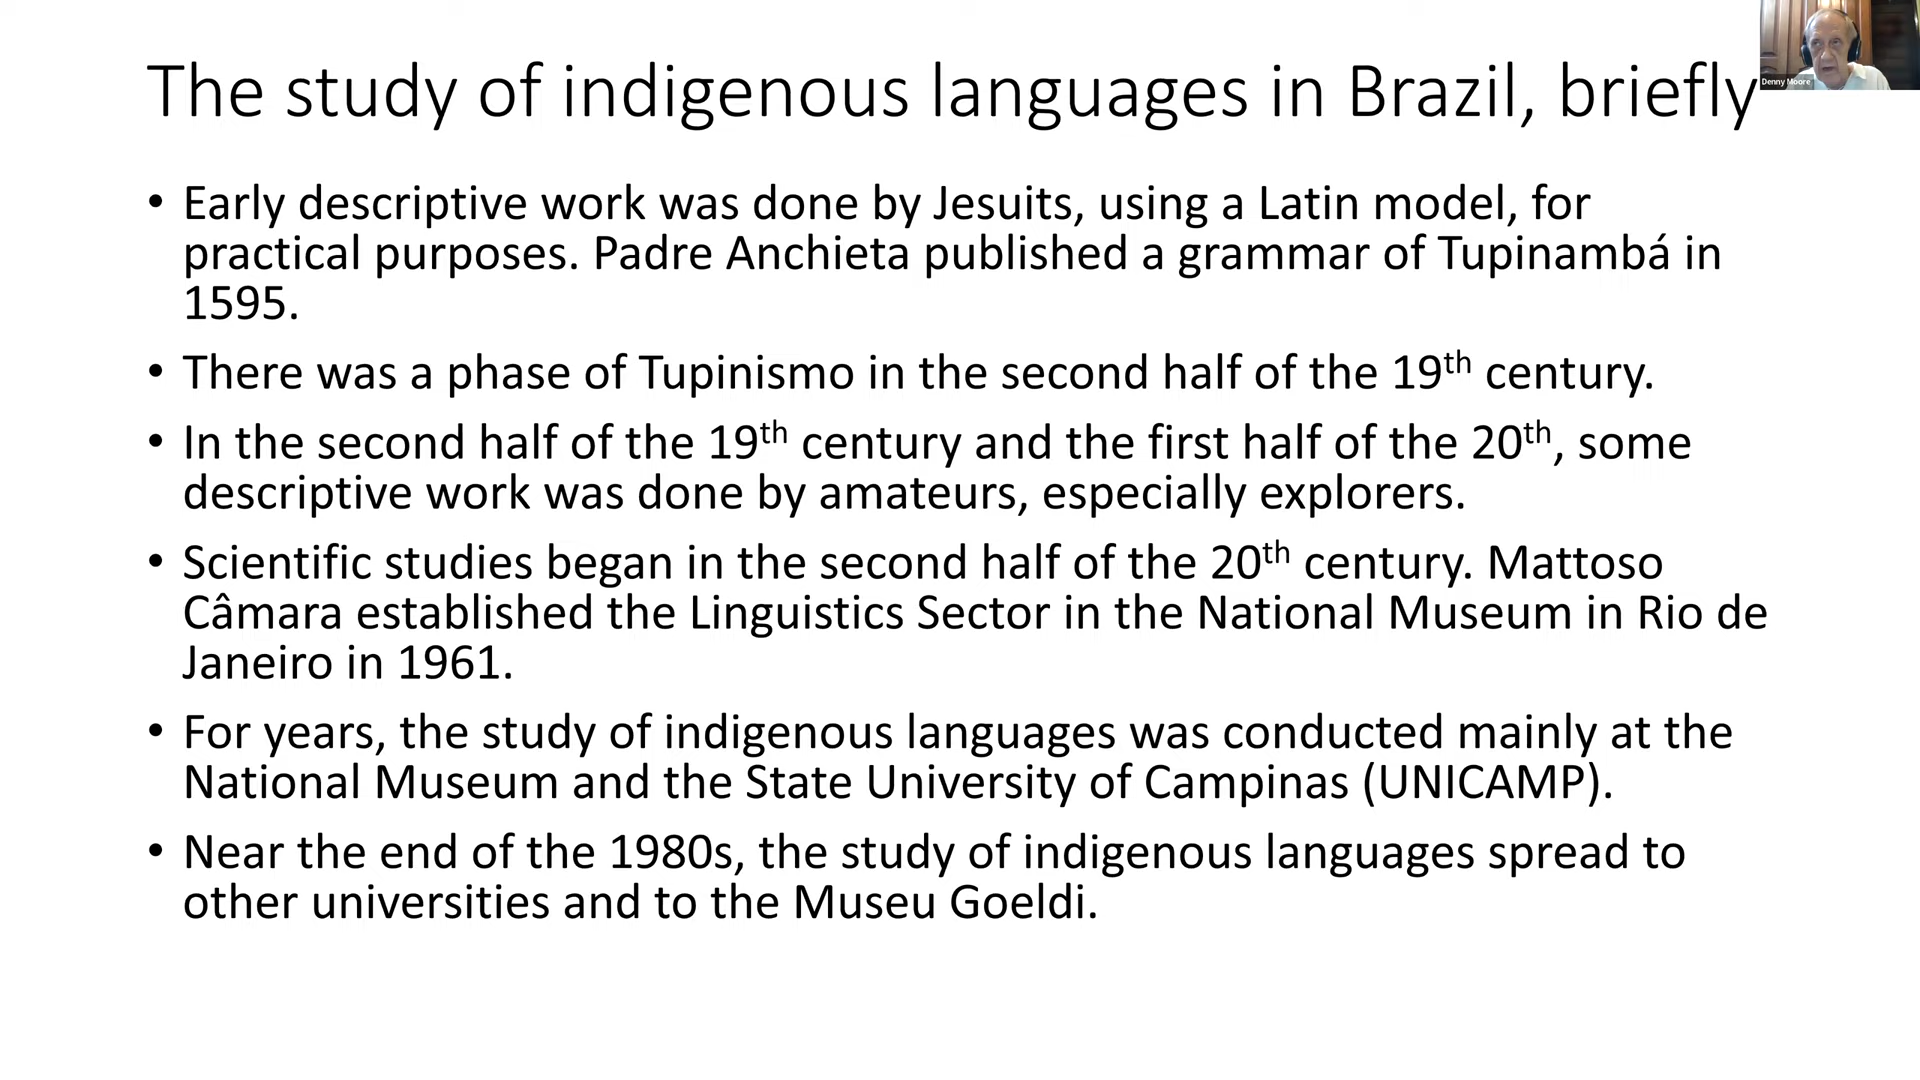 The study of indigenous languages in Brazil, briefly
Denny Moore
• Early descriptive work was done by Jesuits, using a Latin model, for
practical purposes. Padre Anchieta published a grammar of Tupinambá in
1595.
• There was a phase of Tupinismo in the second half of the 19th century.
• In the second half of the 19th century and the first half of the 20th, some
descriptive work was done by amateurs, especially explorers.
• Scientific studies began in the second half of the 20th century. Mattoso
Câmara established the Linguistics Sector in the National Museum in Rio de
Janeiro in 1961.
• For years, the study of indigenous languages was conducted mainly at the
National Museum and the State University of Campinas (UNICAMP).
• Near the end of the 1980s, the study of indigenous languages spread to
other universities and to the Museu Goeldi.